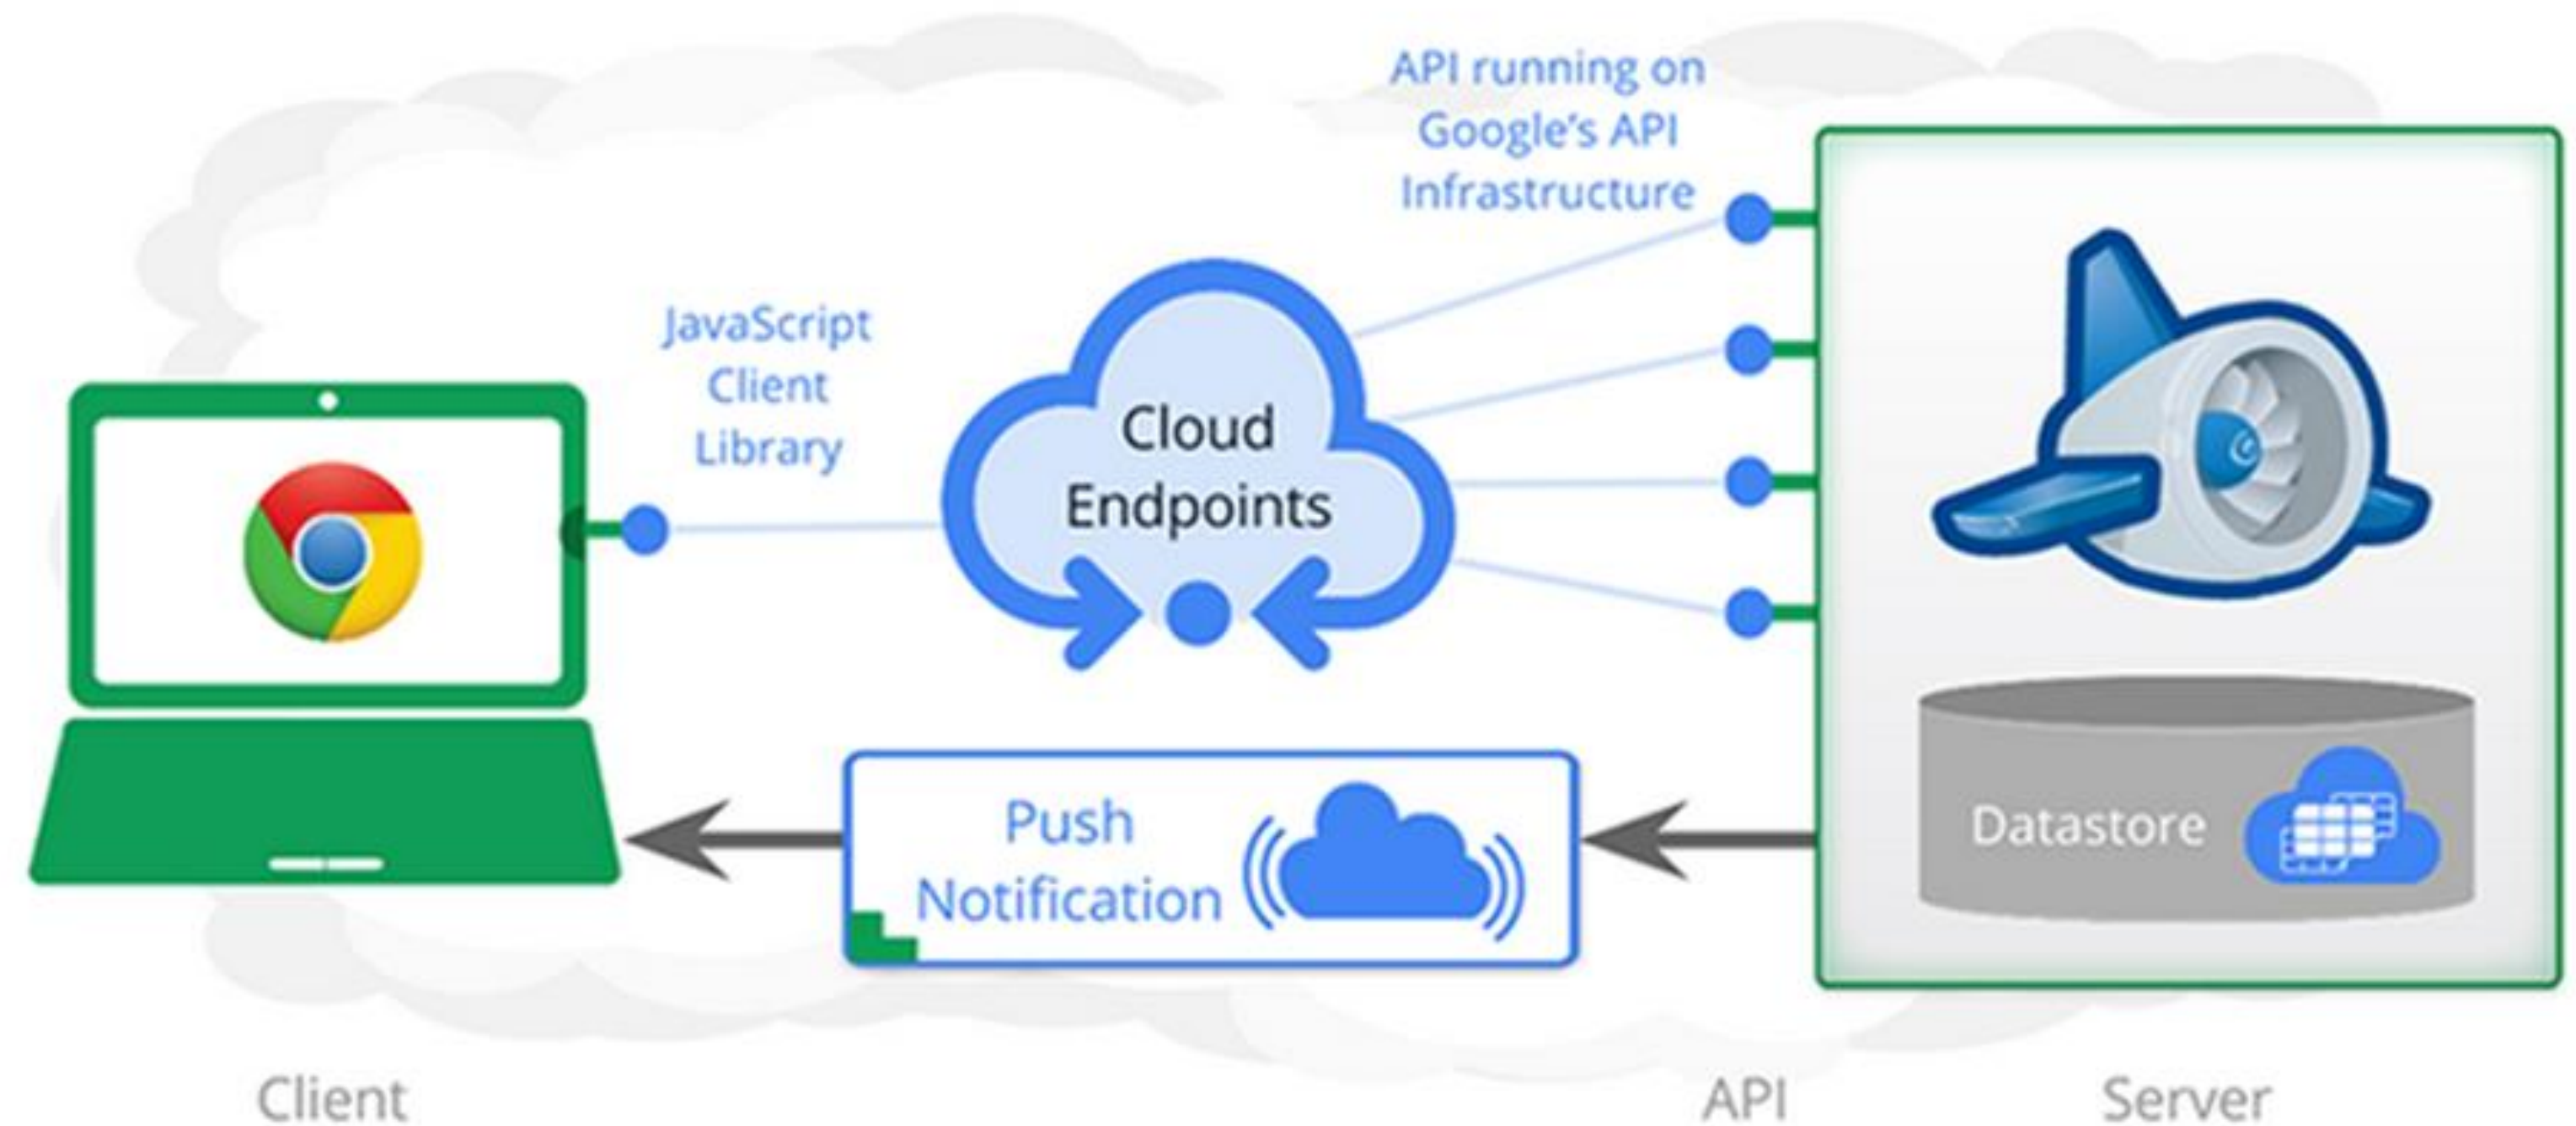 API running on
Google's API
Infrastructure
JavaScript
Client
Library
Cloud
Endpoints
Push
Notification
Datastore
Client
API
Server